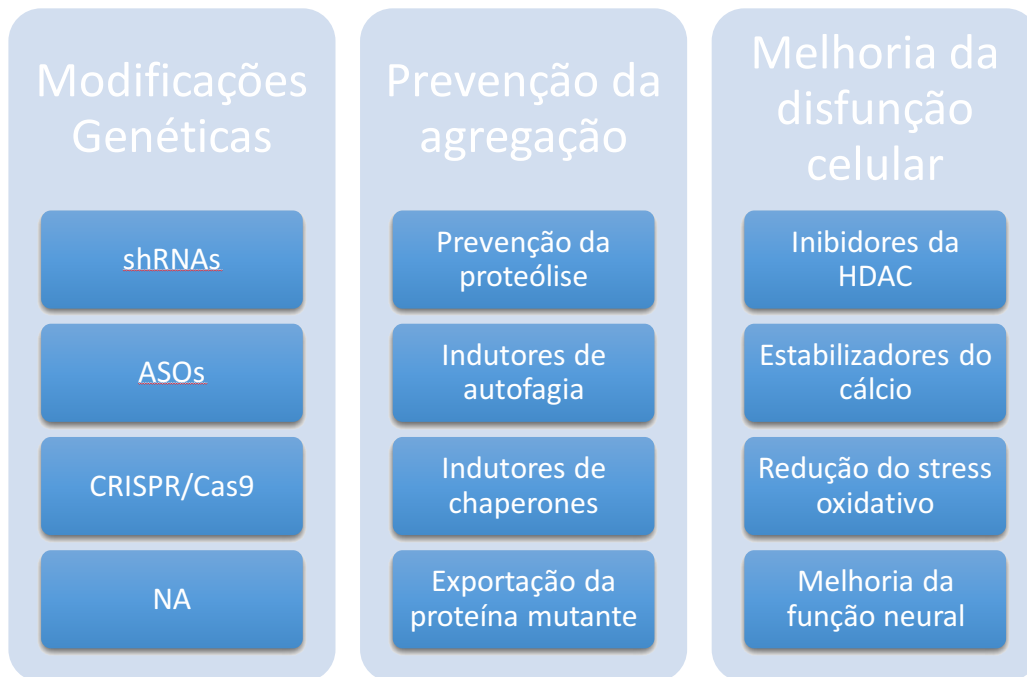 Modificações
Genéticas
shRNAs
ASOs
CRISPR/Cas9
NA
Prevenção da
agregação
Prevenção da
proteólise
Indutores de
autofagia
Indutores de
chaperones
Exportação da
proteína mutante
Melhoria da
disfunção
celular
Inibidores da
HDAC
Estabilizadores do
cálcio
Redução do stress
oxidativo
Melhoria da
função neural